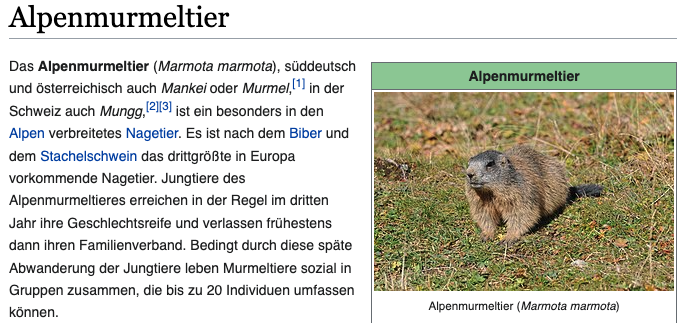 Alpenmurmeltier
Das Alpenmurmeltier (Marmota marmota), süddeutsch
und österreichisch auch Mankei oder Murmel,[1] in der
Schweiz auch Mungg,[2][3] ist ein besonders in den
Alpen verbreitetes Nagetier. Es ist nach dem Biber und
dem Stachelschwein das drittgrößte in Europa
vorkommende Nagetier. Jungtiere des
Alpenmurmeltieres erreichen in der Regel im dritten
Jahr ihre Geschlechtsreife und verlassen frühestens
dann ihren Familienverband. Bedingt durch diese späte
Abwanderung der Jungtiere leben Murmeltiere sozial in
Gruppen zusammen, die bis zu 20 Individuen umfassen
können.
Alpenmurmeltier
Alpenmurmeltier (Marmota marmota)